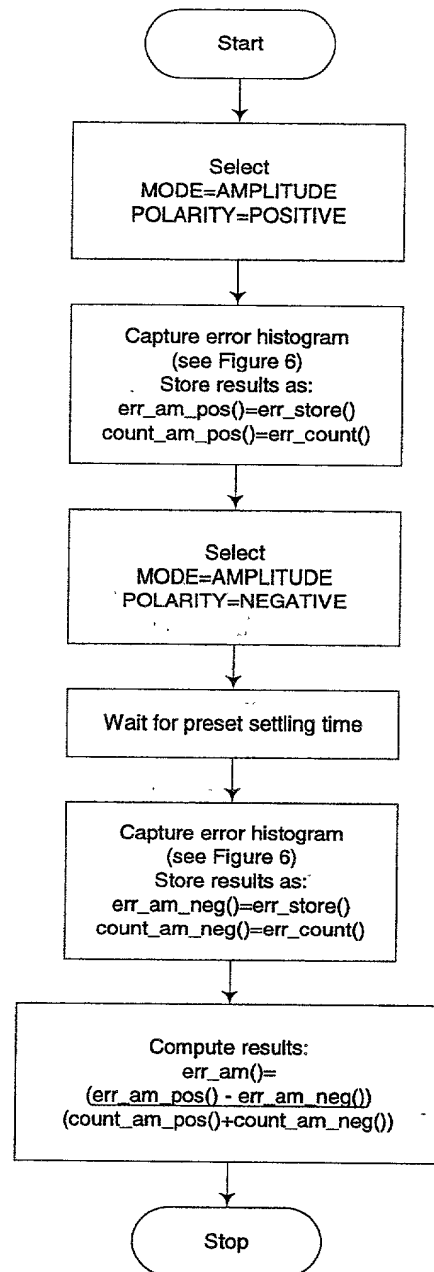 Start
Select
MODE=AMPLITUDE
POLARITY=POSITIVE
Capture error histogram
(see Figure 6)
Store results as:
err_am_pos()=err_store()
count_am_pos()=err_count()
Select
MODE=AMPLITUDE
POLARITY=NEGATIVE
Wait for preset settling time
Capture error histogram
(see Figure 6)
Store results as:
err_am_neg()=err_store()
count_am_neg()=err_count()
Compute results:
err_am()=
(err_am_pos() - err_am_neg())
(count_am_pos()+count_am_neg())
Stop